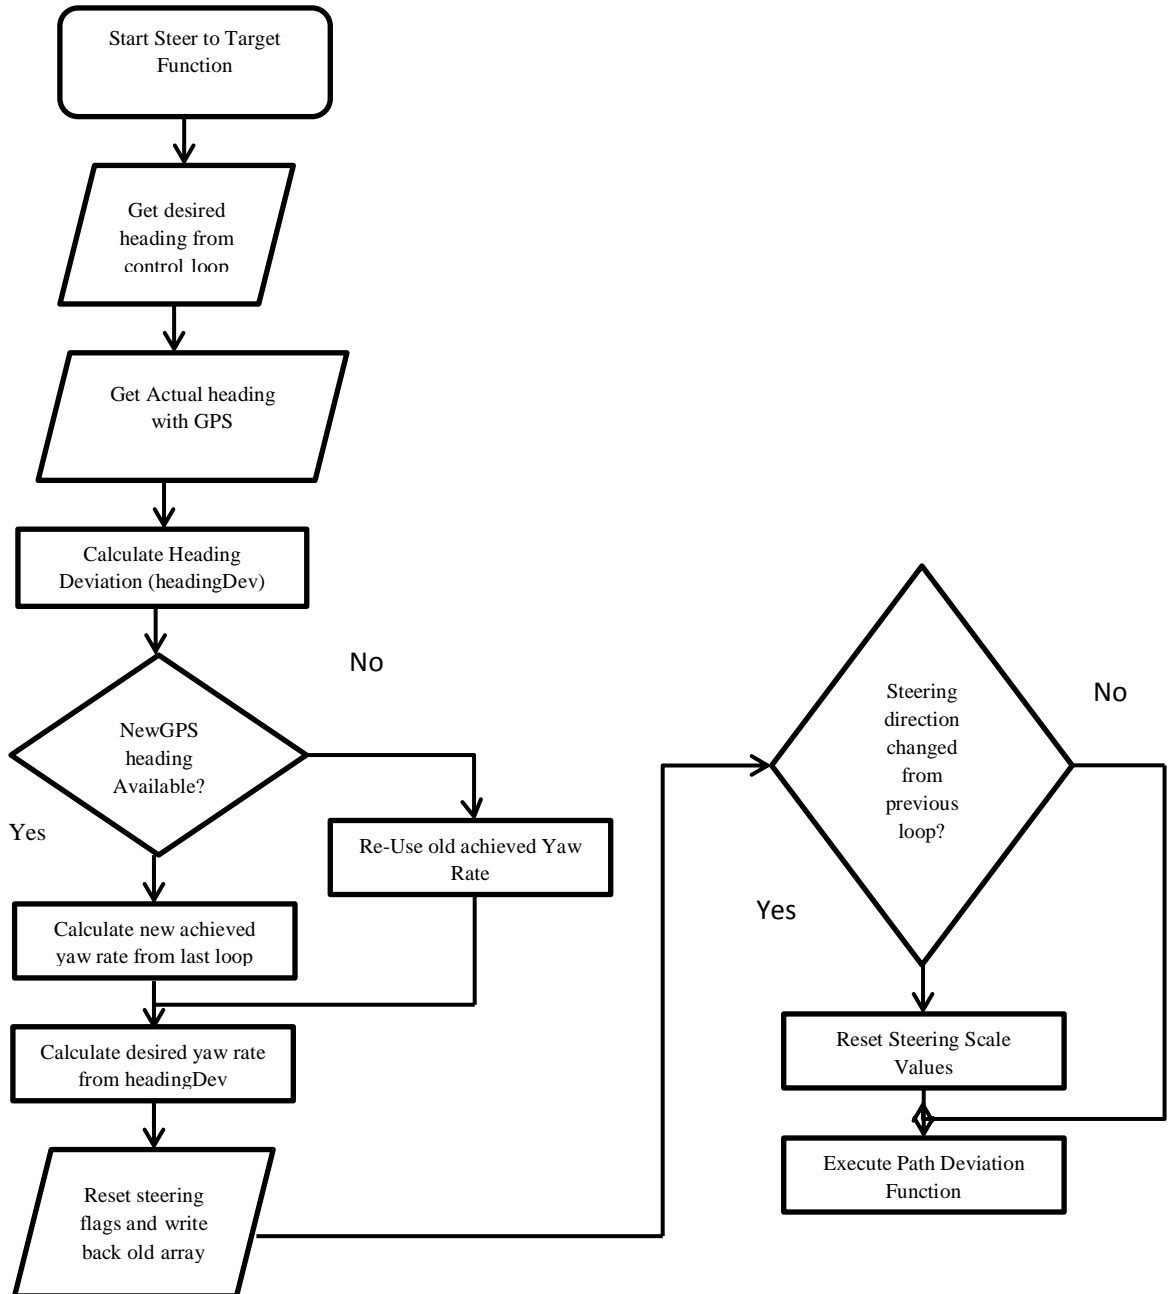 Start Steer to Target
Function
Get desired
heading from
control loop
Get Actual heading
with GPS
Calculate Heading
Deviation (headingDev)
No
NewGPS
heading
Available?
Yes
Re-Use old achieved Yaw
Rate
Calculate new achieved
yaw rate from last loop
Calculate desired yaw rate
from headingDev
Reset steering
flags and write
back old array
Steering
direction
changed
from
previous
loop?
No
Yes
Reset Steering Scale
Values
Execute Path Deviation
Function